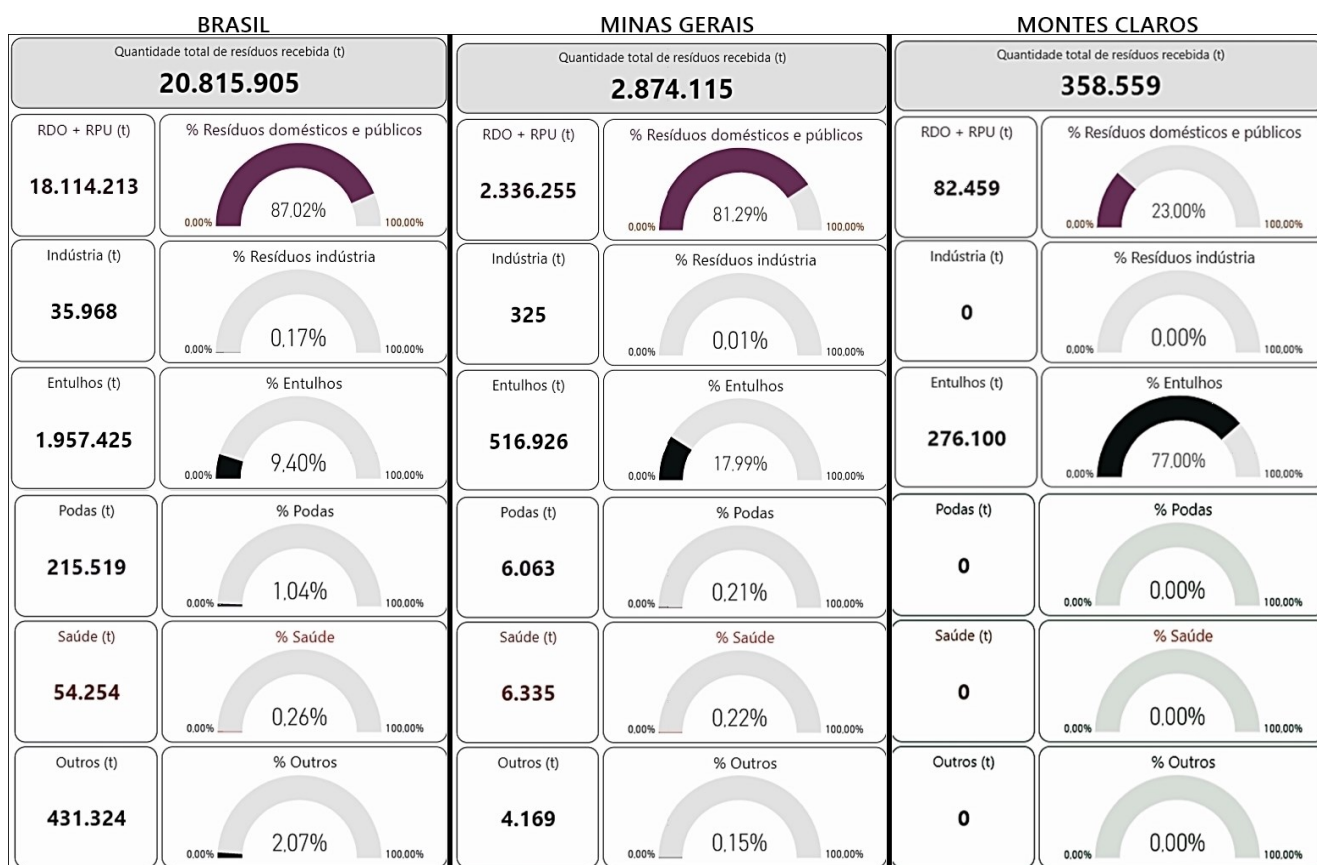 BRASIL
Quantidade total de resíduos recebida (t)
20.815.905
RDO + RPU (t)
18.114.213
% Resíduos domésticos e públicos
87.02%
0.00% 100.00%
Indústria (t)
35.968
% Resíduos indústria
0,17%
0.00% 100,00%
Entulhos (t)
1.957.425
% Entulhos
9,40%
0.00% 100,00%
Podas (t)
215.519
% Podas
1,04%
0.00% 100,00%
Saúde (t)
54.254
% Saúde
0,26%
0.00% 100,00%
Outros (t)
431.324
% Outros
2,07%
0.00% 100,00%
MINAS GERAIS
Quantidade total de resíduos recebida (t)
2.874.115
RDO + RPU (t)
2.336.255
% Resíduos domésticos e públicos
81.29%
0.00% 100.00%
Indústria (t)
325
% Resíduos indústria
0,01%
0.00% 100,00%
Entulhos (t)
516.926
% Entulhos
17.99%
0.00% 100,00%
Podas (t)
6.063
% Podas
0,21%
0.00% 100,00%
Saúde (t)
6.335
% Saúde
0,22%
0.00% 100,00%
Outros (t)
4.169
% Outros
0,15%
0.00% 100,00%
MONTES CLAROS
Quantidade total de resíduos recebida (t)
358.559
RDO + RPU (t)
82.459
% Resíduos domésticos e públicos
23.00%
0.00% 100.00%
Indústria (t)
0
% Resíduos indústria
0.00%
0.00% 100,00%
Entulhos (t)
276.100
% Entulhos
77.00%
0.00% 100.00%
Podas (t)
0
% Podas
0.00%
0.00% 100,00%
Saúde (t)
0
% Saúde
0.00%
0.00% 100,00%
Outros (t)
0
% Outros
0.00%
0.00% 100,00%